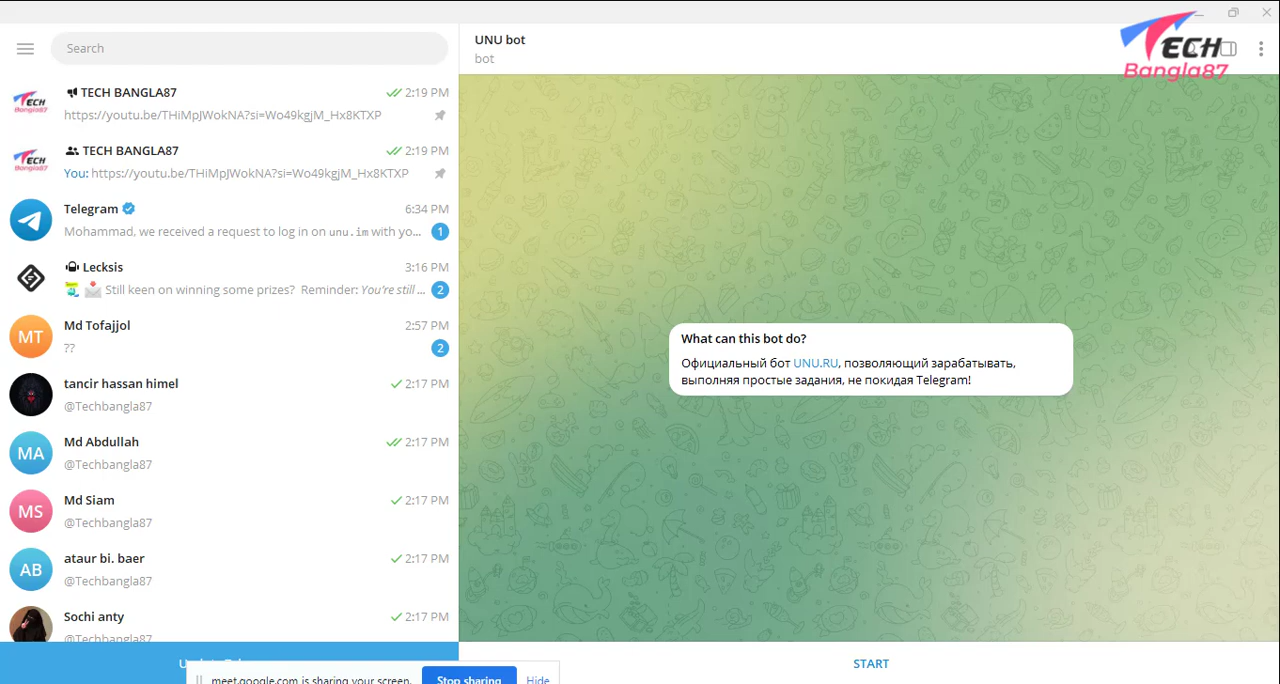 TECH
Bangla87
Search
UNU bot
bot
TECH BANGLA87
2:19 PM
https://youtu.be/THiMpJWokNA?si=Wo49kgjM_Hx8KTXP
TECH BANGLA87
2:19 PM
You: https://youtu.be/THiMpJWokNA?si=Wo49kgjM_Hx8KTXP
Telegram
6:34 PM
Mohammad, we received a request to log in on unu.im with yo...
1
Lecksis
3:16 PM
Still keen on winning some prizes? Reminder: You're still ...
2
MT
Md Tofajjol
2:57 PM
??
2
tancir hassan himel
2:17 PM
@Techbangla87
MA
Md Abdullah
2:17 PM
@Techbangla87
MS
Md Siam
2:17 PM
@Techbangla87
AB
ataur bi. baer
2:17 PM
@Techbangla87
Sochi anty
2:17 PM
@Techbangla87
What can this bot do?
Официальный бот UNU.RU, позволяющий зарабатывать,
выполняя простые задания, не покидая Telegram!
START
meet.google.com is sharing your screen.
Stop sharing
Hide